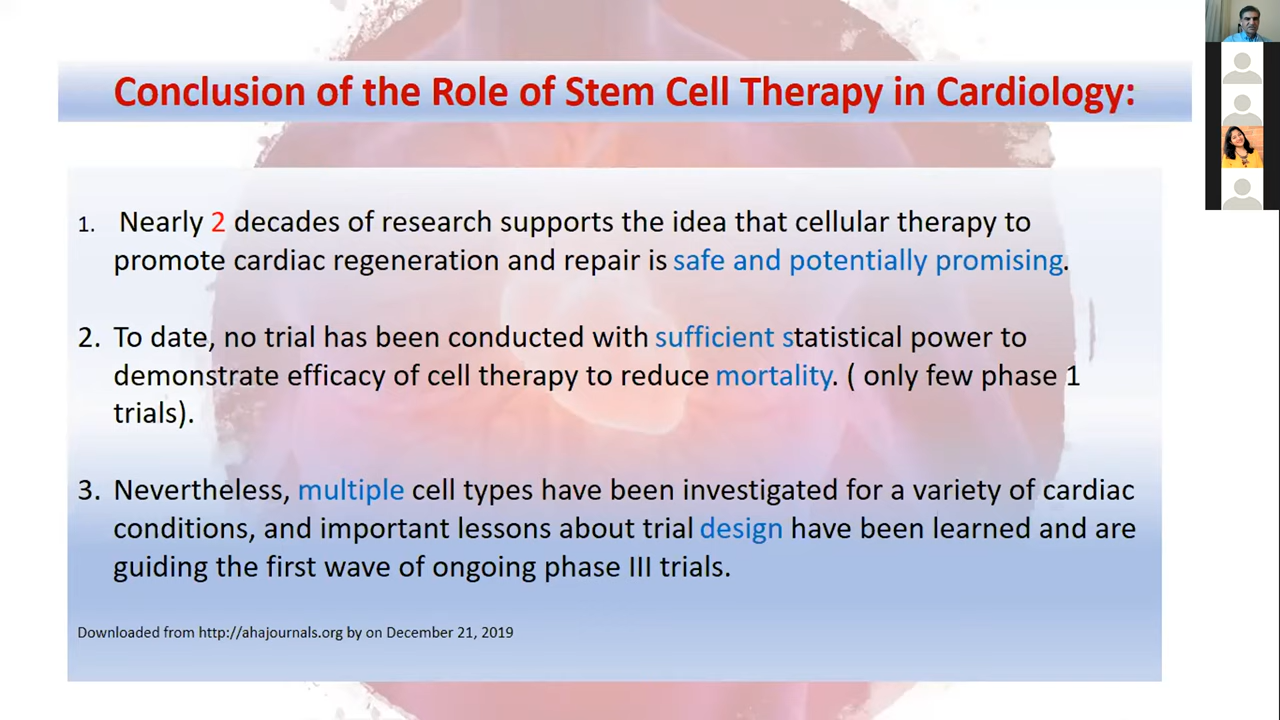 Conclusion of the Role of Stem Cell Therapy in Cardiology:
1. Nearly 2 decades of research supports the idea that cellular therapy to
promote cardiac regeneration and repair is safe and potentially promising.
2. To date, no trial has been conducted with sufficient statistical power to
demonstrate efficacy of cell therapy to reduce mortality. ( only few phase 1
trials).
3. Nevertheless, multiple cell types have been investigated for a variety of cardiac
conditions, and important lessons about trial design have been learned and are
guiding the first wave of ongoing phase III trials.
Downloaded from http://ahajournals.org by on December 21, 2019